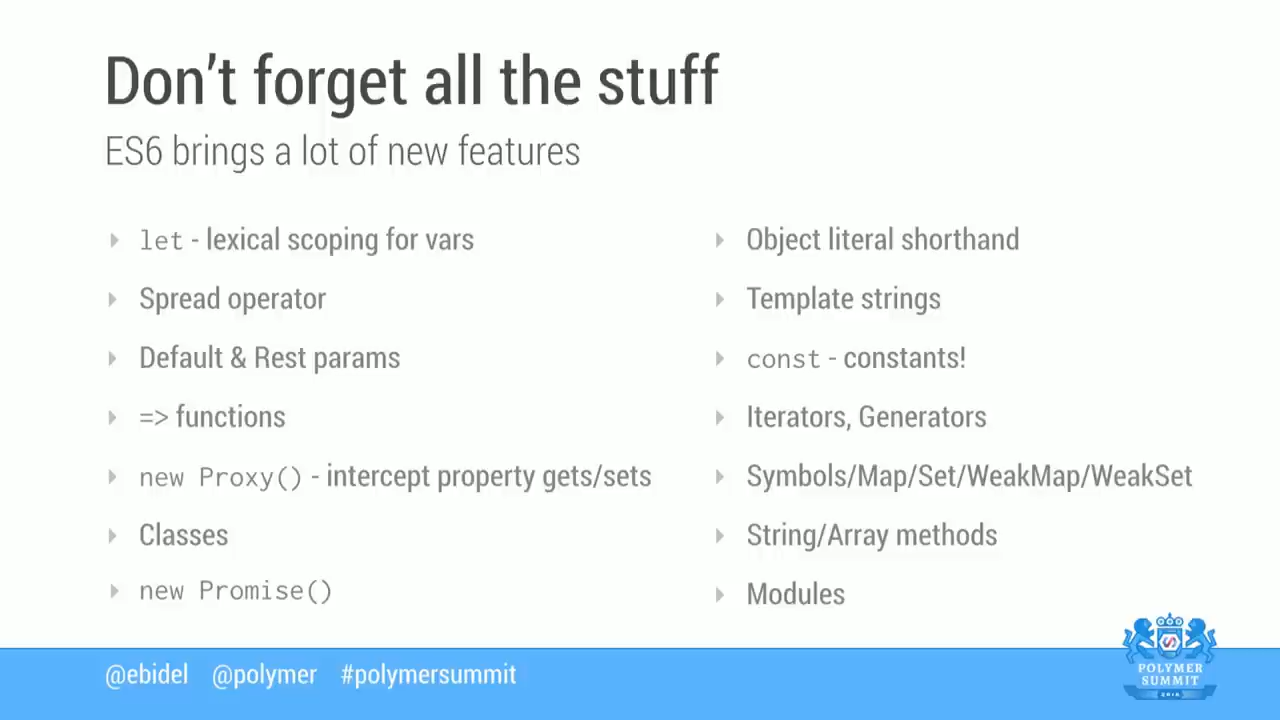 Don’t forget all the stuff
ES6 brings a lot of new features
let - lexical scoping for vars
Spread operator
Default & Rest params
=> functions
new Proxy() - intercept property gets/sets
Classes
new Promise()
Object literal shorthand
Template strings
const - constants!
Iterators, Generators
Symbols/Map/Set/WeakMap/WeakSet
String/Array methods
Modules
@ebidel @polymer #polymersummit
POLYMER
SUMMIT